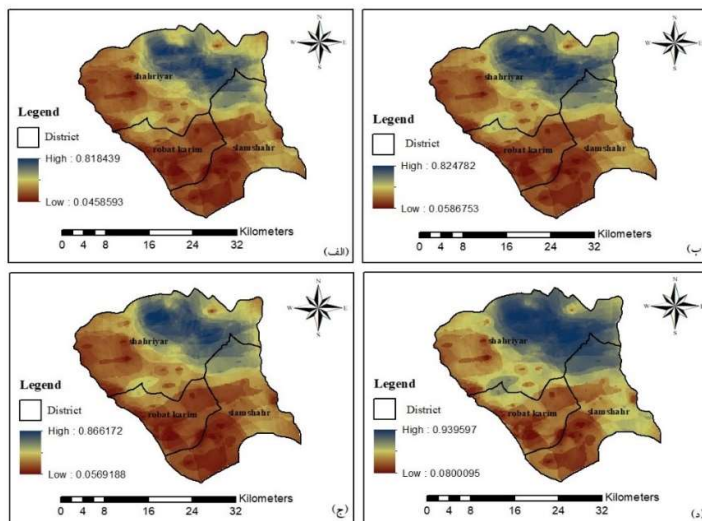 N
W E
S
shahriyar
Legend
District
robat karim
slamshahr
High : 0.818439
Low : 0.0458593
Kilometers
0 4 8 16 24 32
(الف)
N
W E
S
shahriyar
Legend
District
robat karim
slamshahr
High : 0.824782
Low : 0.0586753
Kilometers
0 4 8 16 24 32
(ب)
N
W E
S
shahriyar
Legend
District
robat karim
slamshahr
High : 0.866172
Low : 0.0569188
Kilometers
0 4 8 16 24 32
(ج)
N
W E
S
shahriyar
Legend
District
robat karim
slamshahr
High : 0.939597
Low : 0.0800095
Kilometers
0 4 8 16 24 32
(د)